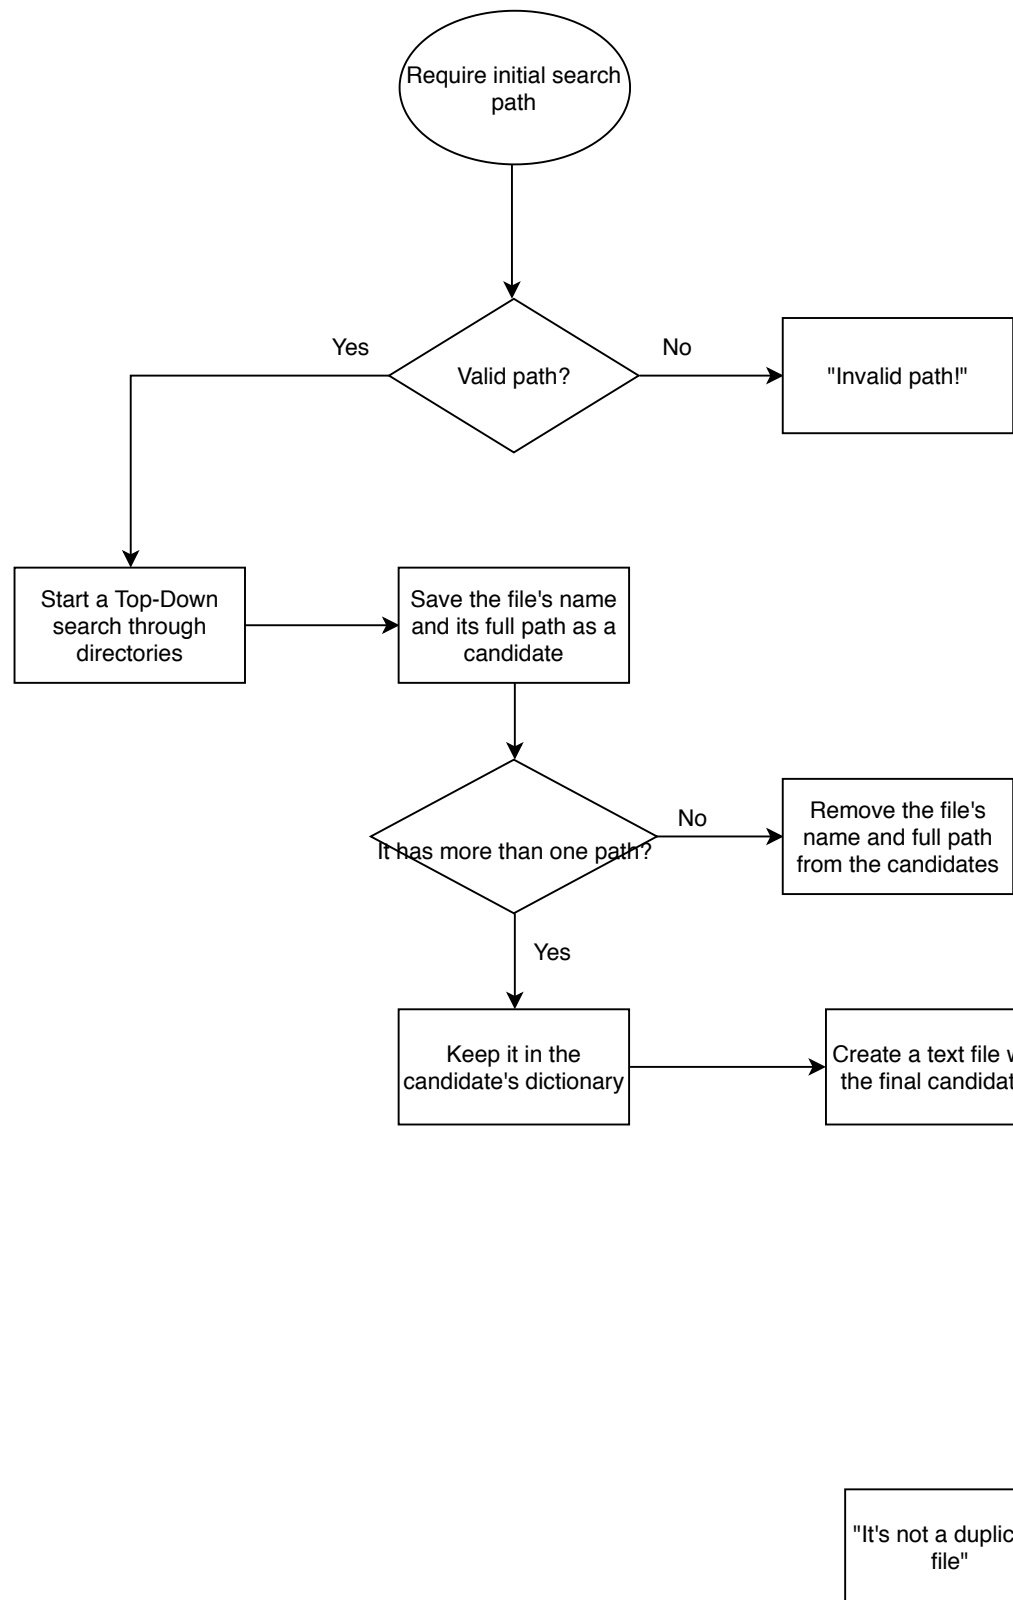 Require initial search
path
Yes
No
Valid path?
"Invalid path!"
Start a Top-Down
search through
directories
Save the file's name
and its full path as a
candidate
No
It has more than one path?
Remove the file's
name and full path
from the candidates
Yes
Keep it in the
candidate's dictionary
Create a text file
the final
"It's not a
file"